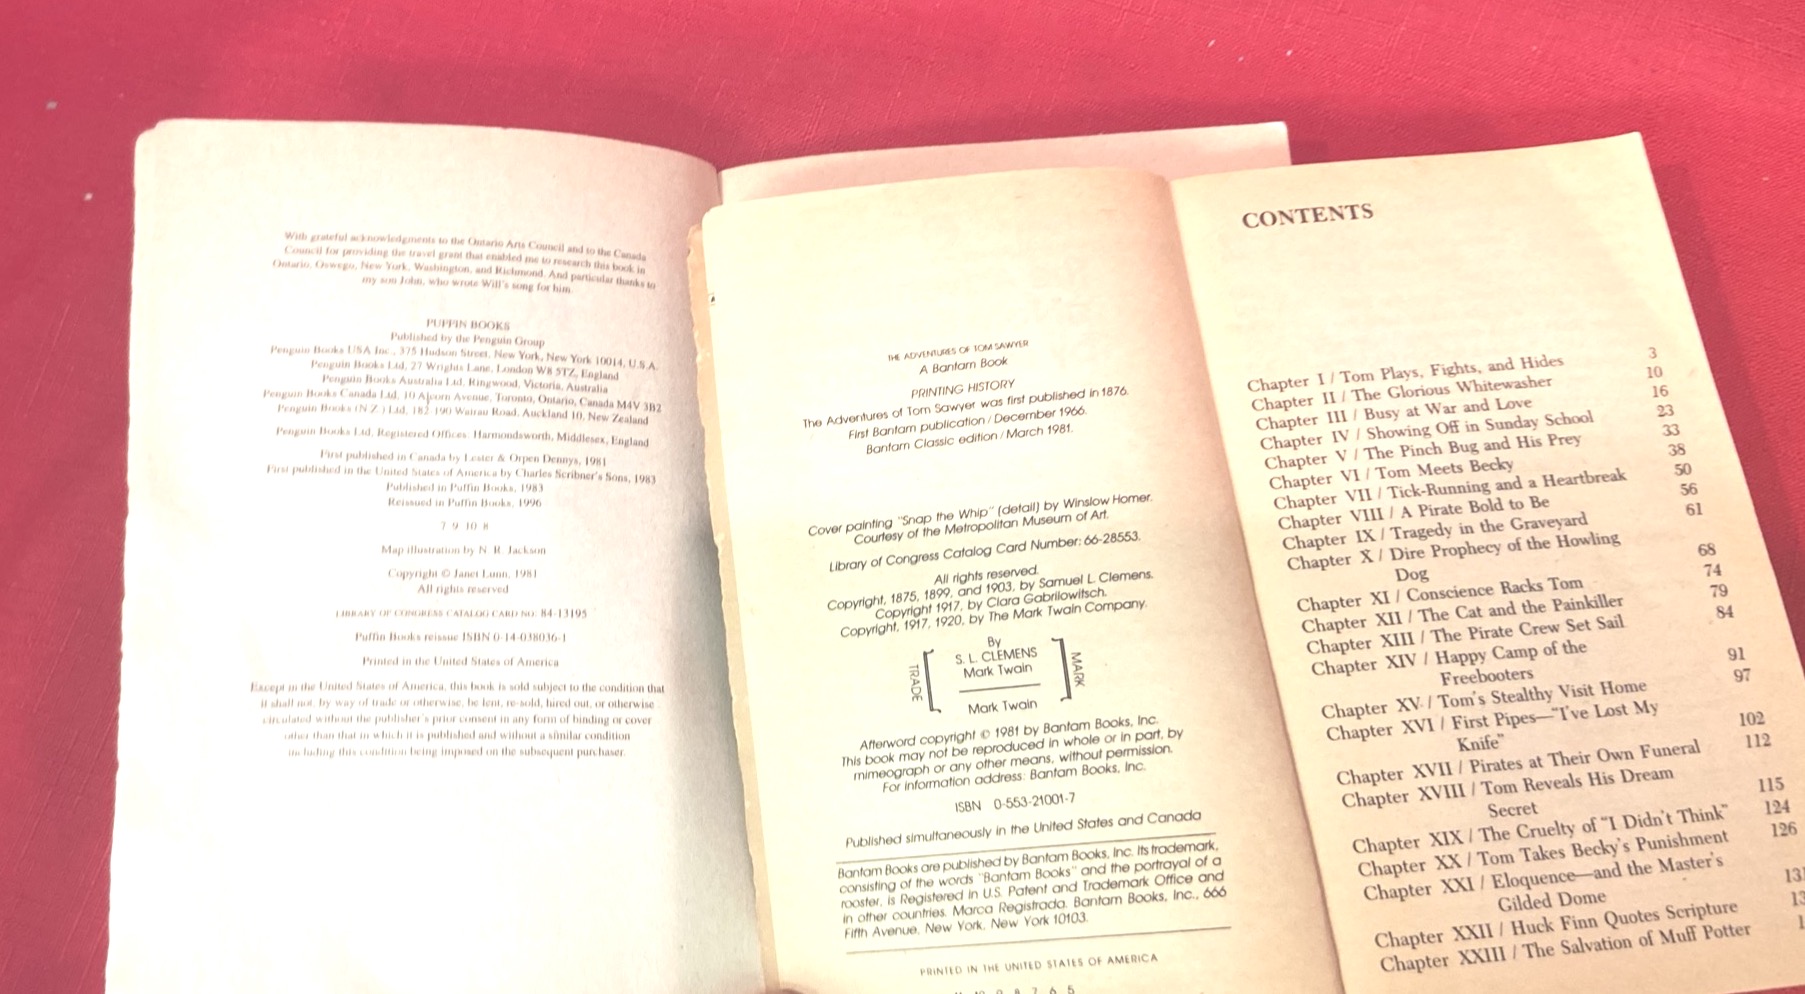 With grateful acknowledgments to the Ontario Arts Council and to the Canada
Council for providing the travel grant that enabled me to research this book in
Ontario, Oswego, New York, Washington, and Richmond. And particular thanks to
my son John, who wrote Will's song for him.
PUFFIN BOOKS
Published by the Penguin Group
Penguin Books USA Inc., 375 Hudson Street, New York, New York 10014, U.S.A.
Penguin Books Ltd, 27 Wrights Lane, London W8 5TZ, England
Penguin Books Australia Ltd, Ringwood, Victoria, Australia
Penguin Books Canada Ltd, 10 Alcorn Avenue, Toronto, Ontario, Canada M4V 3B2
Penguin Books (N.Z.) Ltd, 182-190 Wairau Road, Auckland 10, New Zealand
Penguin Books Ltd, Registered Offices: Harmondsworth, Middlesex, England
First published in Canada by Lester & Orpen Dennys, 1981
First published in the United States of America by Charles Scribner's Sons, 1983
Published in Puffin Books, 1983
Reissued in Puffin Books, 1996
7 9 10 8
Map illustration by N. R. Jackson
Copyright © Janet Lunn, 1981
All rights reserved
LIBRARY OF CONGRESS CATALOG CARD NO: 84-13195
Puffin Books reissue ISBN 0-14-038036-1
Printed in the United States of America
Except in the United States of America, this book is sold subject to the condition that
it shall not, by way of trade or otherwise, be lent, re-sold, hired out, or otherwise
circulated without the publisher's prior consent in any form of binding or cover
other than that in which it is published and without a similar condition
including this condition being imposed on the subsequent purchaser.
THE ADVENTURES OF TOM SAWYER
A Bantam Book
PRINTING HISTORY
The Adventures of Tom Sawyer was first published in 1876.
First Bantam publication / December 1966.
Bantam Classic edition / March 1981.
Cover painting "Snap the Whip" (detail) by Winslow Homer.
Courtesy of the Metropolitan Museum of Art.
Library of Congress Catalog Card Number: 66-28553.
All rights reserved.
Copyright, 1875, 1899, and 1903, by Samuel L. Clemens.
Copyright 1917, by Clara Gabrilowitsch.
Copyright, 1917, 1920, by The Mark Twain Company.
By
S. L. CLEMENS
TRADE Mark Twain MARK
Mark Twain
Afterword copyright © 1981 by Bantam Books, Inc.
This book may not be reproduced in whole or in part, by
mimeograph or any other means, without permission.
For information address: Bantam Books, Inc.
ISBN 0-553-21001-7
Published simultaneously in the United States and Canada
Bantam Books are published by Bantam Books, Inc. Its trademark,
consisting of the words "Bantam Books" and the portrayal of a
rooster, is Registered in U.S. Patent and Trademark Office and
in other countries. Marca Registrada. Bantam Books, Inc., 666
Fifth Avenue, New York, New York 10103.
PRINTED IN THE UNITED STATES OF AMERICA
9 8 7 6 5
CONTENTS
Chapter I / Tom Plays, Fights, and Hides 3
Chapter II / The Glorious Whitewasher 10
Chapter III / Busy at War and Love 16
Chapter IV / Showing Off in Sunday School 23
Chapter V / The Pinch Bug and His Prey 33
Chapter VI / Tom Meets Becky 38
Chapter VII / Tick-Running and a Heartbreak 50
Chapter VIII / A Pirate Bold to Be 56
Chapter IX / Tragedy in the Graveyard 61
Chapter X / Dire Prophecy of the Howling
Dog 68
Chapter XI / Conscience Racks Tom 74
Chapter XII / The Cat and the Painkiller 79
Chapter XIII / The Pirate Crew Set Sail 84
Chapter XIV / Happy Camp of the
Freebooters 91
Chapter XV / Tom's Stealthy Visit Home 97
Chapter XVI / First Pipes—"I've Lost My
Knife" 102
Chapter XVII / Pirates at Their Own Funeral 112
Chapter XVIII / Tom Reveals His Dream
Secret 115
Chapter XIX / The Cruelty of "I Didn't Think" 124
Chapter XX / Tom Takes Becky's Punishment 126
Chapter XXI / Eloquence—and the Master's
Gilded Dome
Chapter XXII / Huck Finn Quotes Scripture
Chapter XXIII / The Salvation of Muff Potter